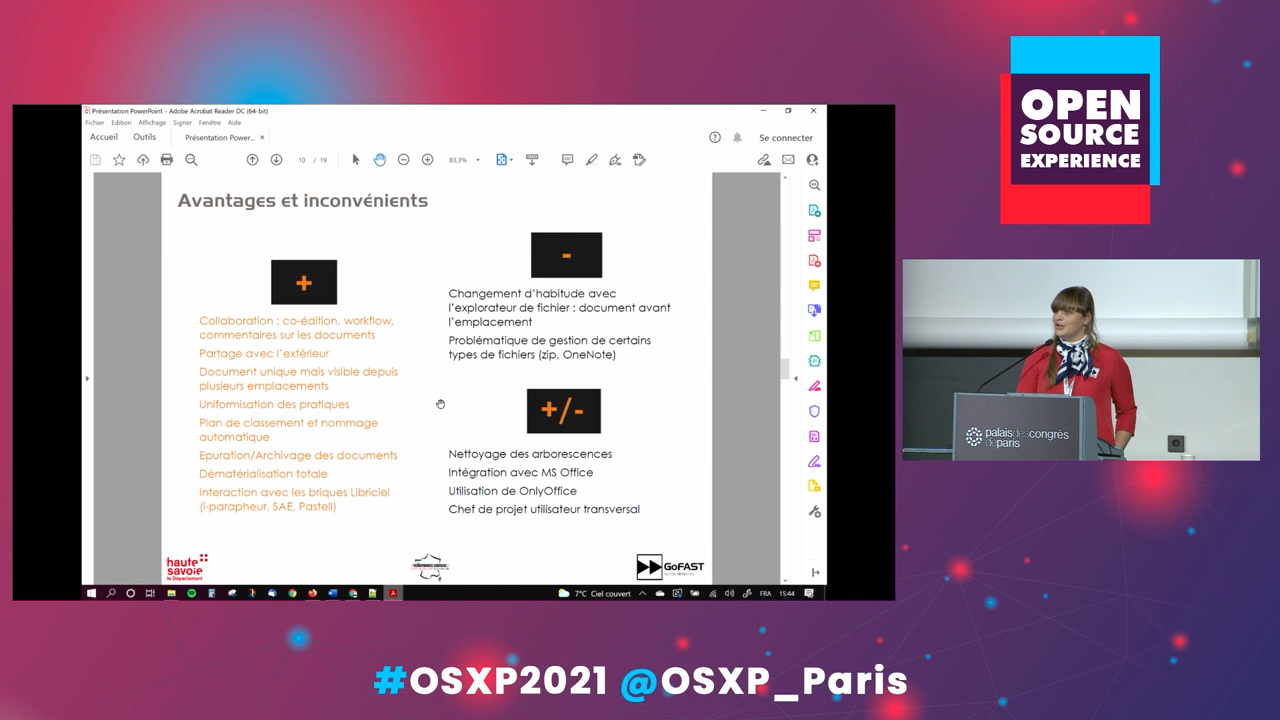 OPEN
SOURCE
EXPERIENCE
Présentation PowerPoint - Adobe Acrobat Reader DC (64-bit)
Fichier Edition Affichage Signer Fenêtre Aide
Accueil Outils Présentation Power... × Se connecter
10 / 19 83,3%
Avantages et inconvénients
+
Collaboration : co-édition, workflow,
commentaires sur les documents
Partage avec l'extérieur
Document unique mais visible depuis
plusieurs emplacements
Uniformisation des pratiques
Plan de classement et nommage
automatique
Epuration/Archivage des documents
Dématérialisation totale
Interaction avec les briques Libriciel
(i-parapheur, SAE, Pastell)
-
Changement d'habitude avec
l'explorateur de fichier : document avant
l'emplacement
Problématique de gestion de certains
types de fichiers (zip, OneNote)
+/-
Nettoyage des arborescences
Intégration avec MS Office
Utilisation de OnlyOffice
Chef de projet utilisateur transversal
haute
savoie
le Département
GoFAST
7°C Ciel couvert FRA 15:44
palaisdescongrès
deparis
#OSXP2021 @OSXP_Paris